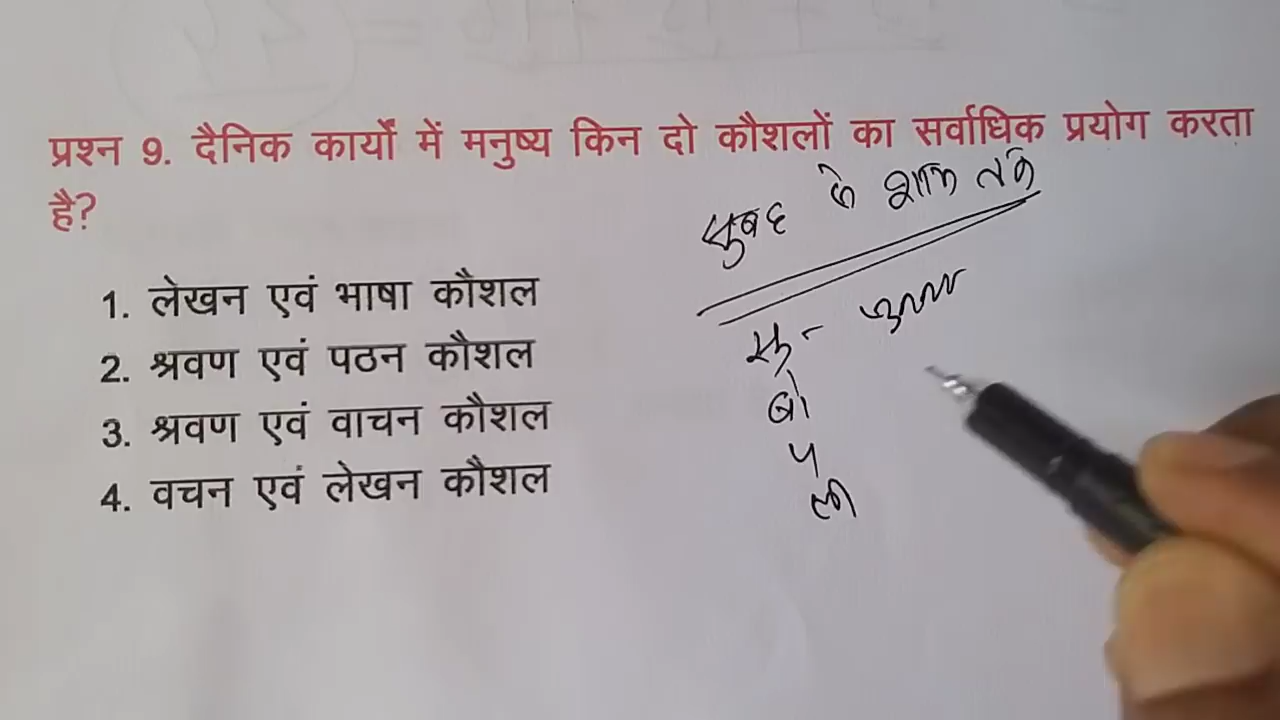 प्रश्न 9. दैनिक कार्यों में मनुष्य किन दो कौशलों का सर्वाधिक प्रयोग करता
है?
सुबह से शाम तक
1. लेखन एवं भाषा कौशल
2. श्रवण एवं पठन कौशल
3. श्रवण एवं वाचन कौशल
4. वचन एवं लेखन कौशल
सु
बो
प
ली